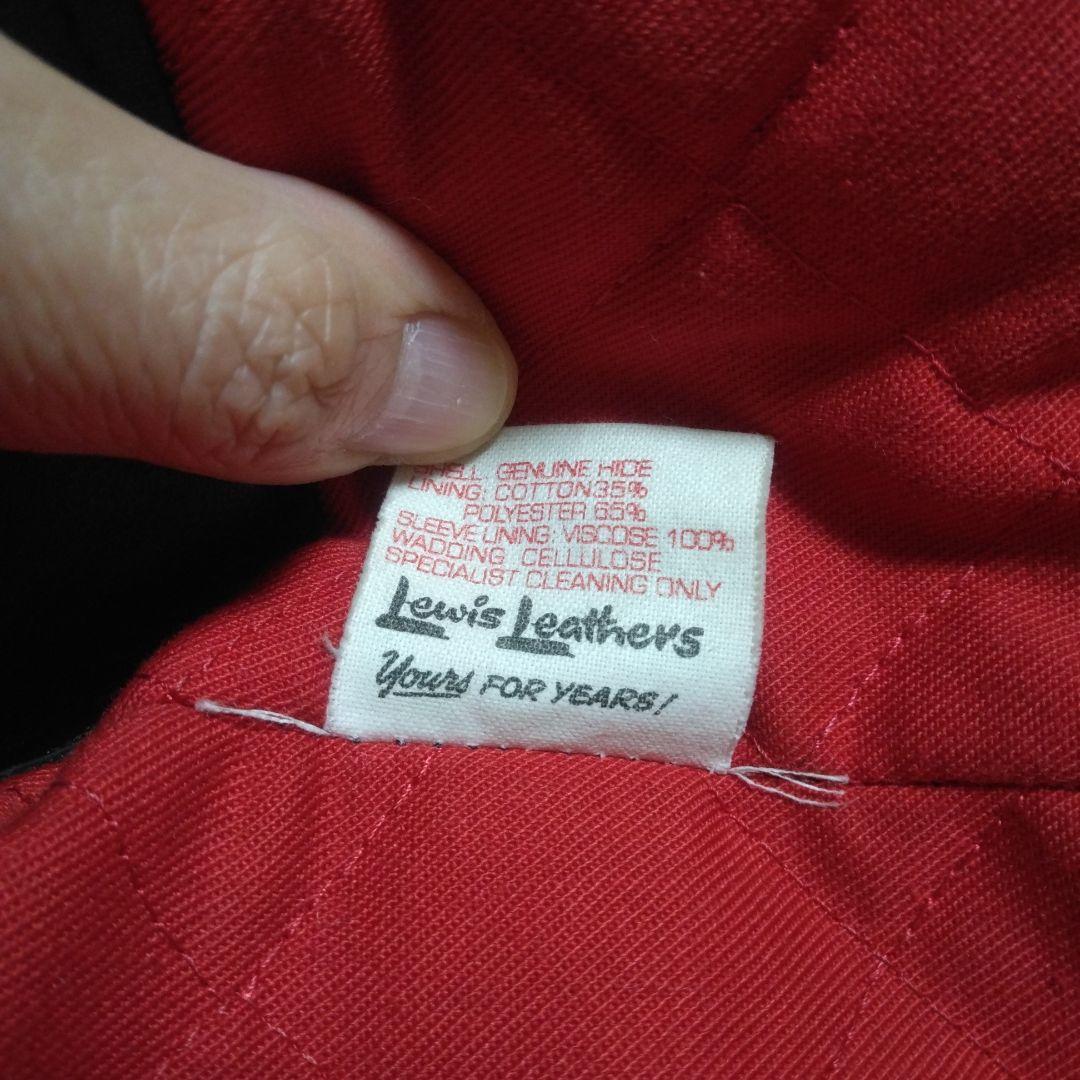 SHELL GENUINE HIDE
LINING: COTTON35%
POLYESTER 65%
SLEEVE LINING: VISCOSE 100%
WADDING CELLULOSE
SPECIALIST CLEANING ONLY
Lewis Leathers
Yours FOR YEARS!